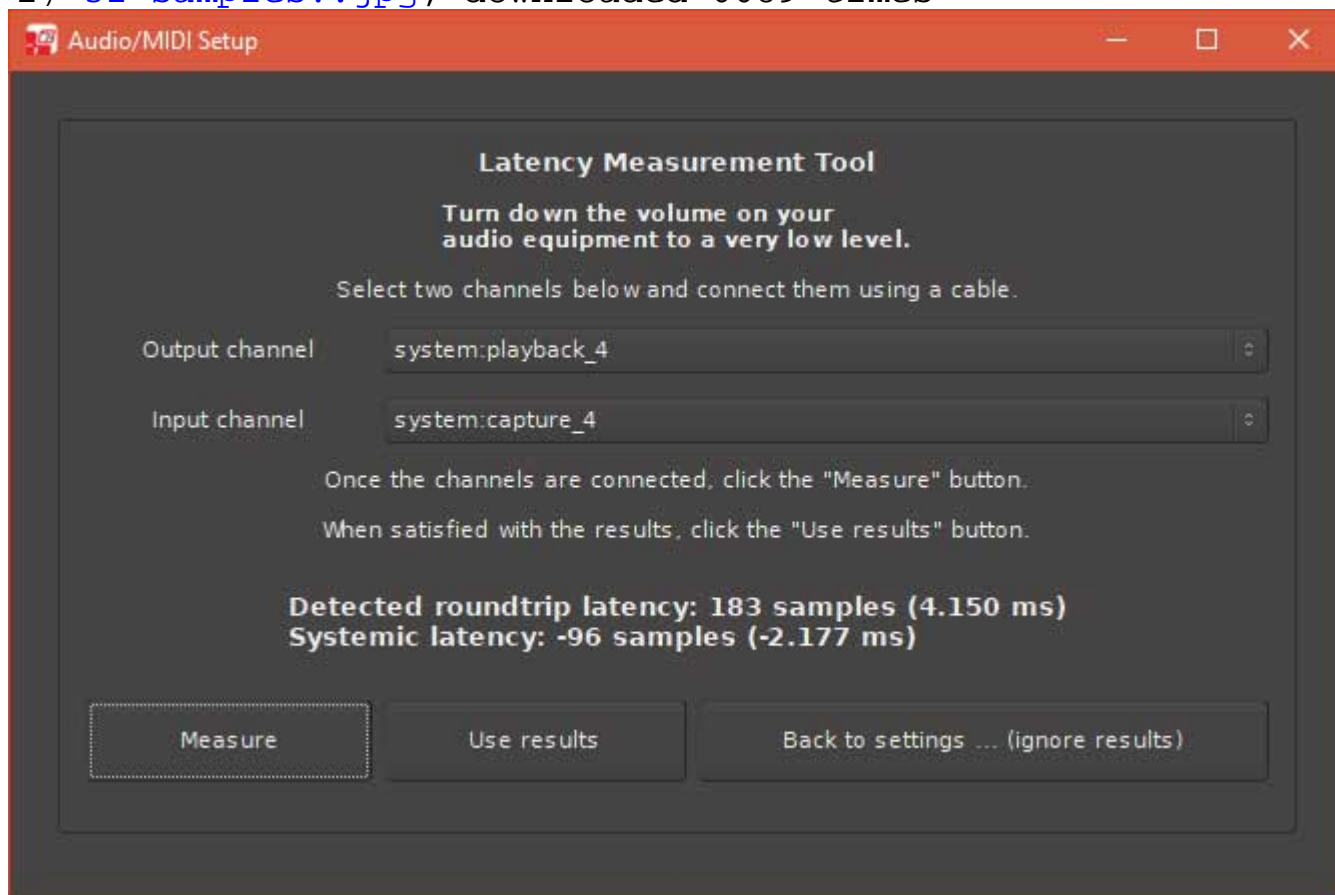 Audio/MIDI Setup
Latency Measurement Tool
Turn down the volume on your
audio equipment to a very low level.
Select two channels below and connect them using a cable.
Output channel system:playback_4
Input channel system:capture_4
Once the channels are connected, click the "Measure" button.
When satisfied with the results, click the "Use results" button.
Detected roundtrip latency: 183 samples (4.150 ms)
Systemic latency: -96 samples (-2.177 ms)
Measure Use results Back to settings ... (ignore results)